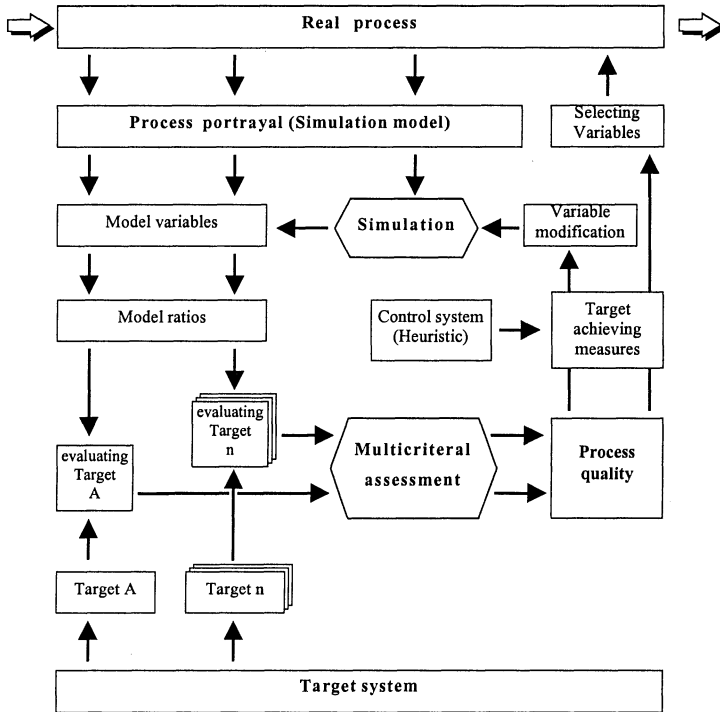 Real process
Process portrayal (Simulation model)
Selecting
Variables
Model variables
Simulation
Variable
modification
Model ratios
Control system
(Heuristic)
Target
achieving
measures
evaluating
Target
n
evaluating
Target
A
Multicriteral
assessment
Process
quality
Target A
Target n
Target system